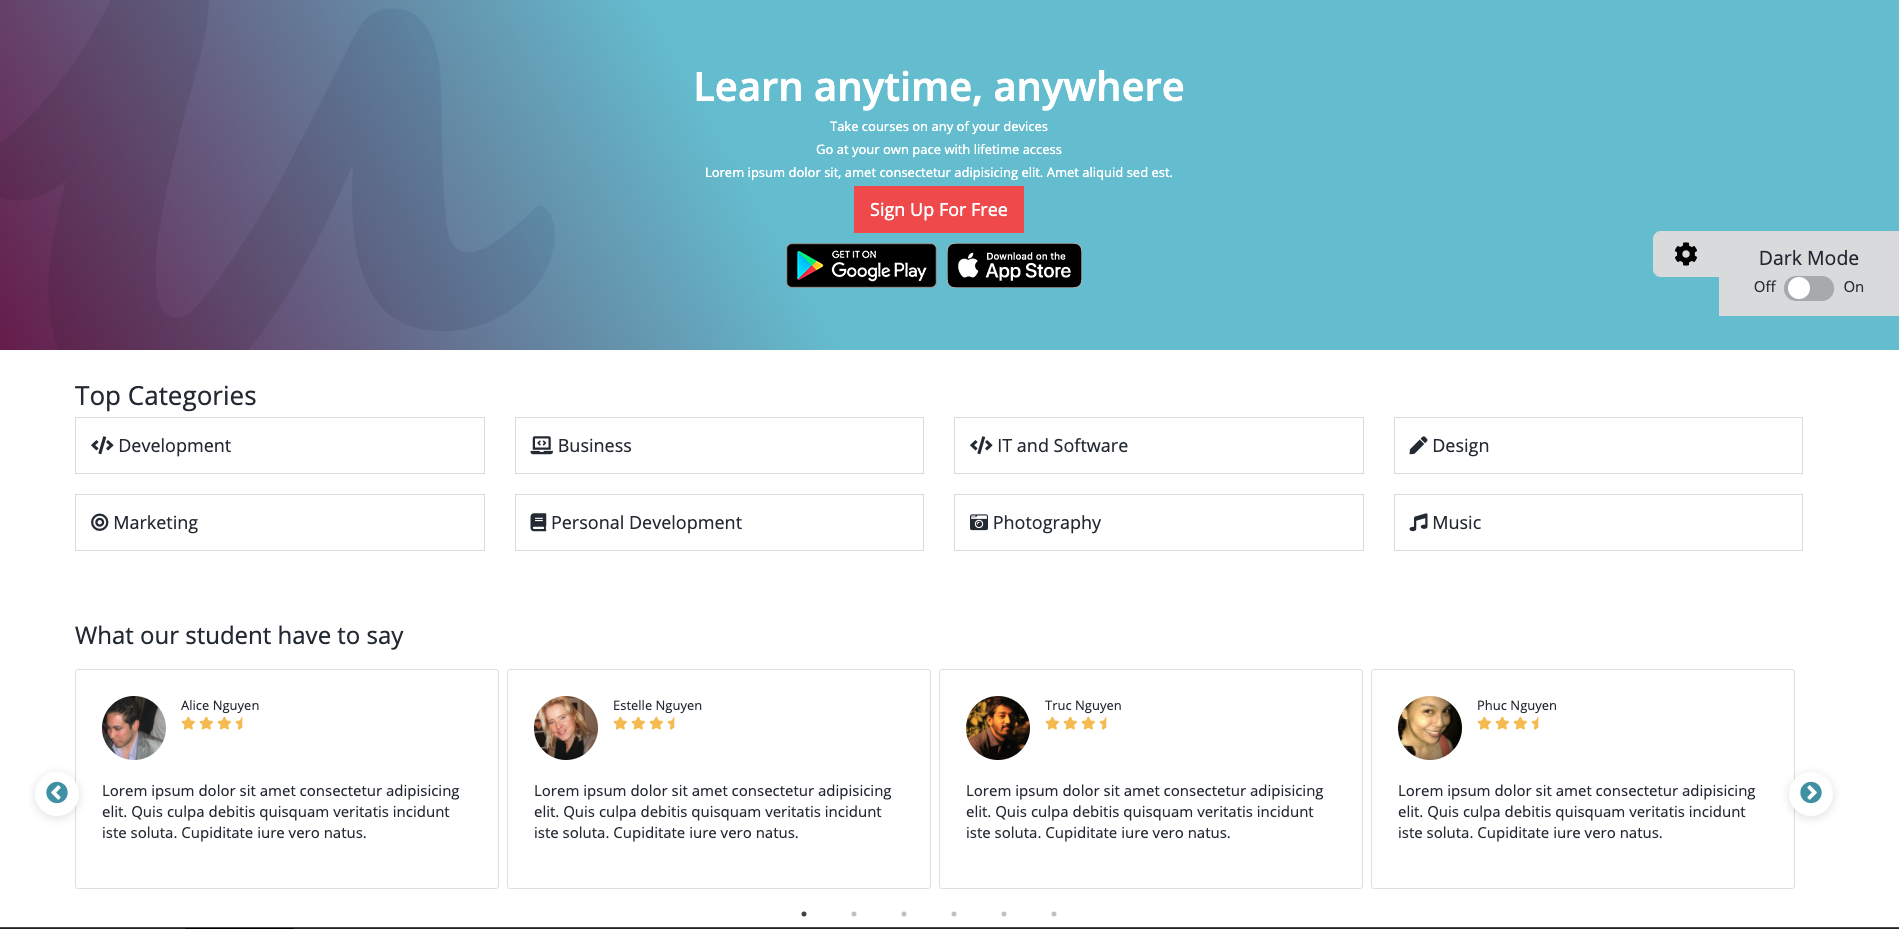 Learn anytime, anywhere
Take courses on any of your devices
Go at your own pace with lifetime access
Lorem ipsum dolor sit, amet consectetur adipisicing elit. Amet aliquid sed est.
Sign Up For Free
GET IT ON
Google Play
Download on the
App Store
Dark Mode
Off On
Top Categories
Development
Business
IT and Software
Design
Marketing
Personal Development
Photography
Music
What our student have to say
Alice Nguyen
Lorem ipsum dolor sit amet consectetur adipisicing
elit. Quis culpa debitis quisquam veritatis incidunt
iste soluta. Cupiditate iure vero natus.
Estelle Nguyen
Lorem ipsum dolor sit amet consectetur adipisicing
elit. Quis culpa debitis quisquam veritatis incidunt
iste soluta. Cupiditate iure vero natus.
Truc Nguyen
Lorem ipsum dolor sit amet consectetur adipisicing
elit. Quis culpa debitis quisquam veritatis incidunt
iste soluta. Cupiditate iure vero natus.
Phuc Nguyen
Lorem ipsum dolor sit amet consectetur adipisicing
elit. Quis culpa debitis quisquam veritatis incidunt
iste soluta. Cupiditate iure vero natus.